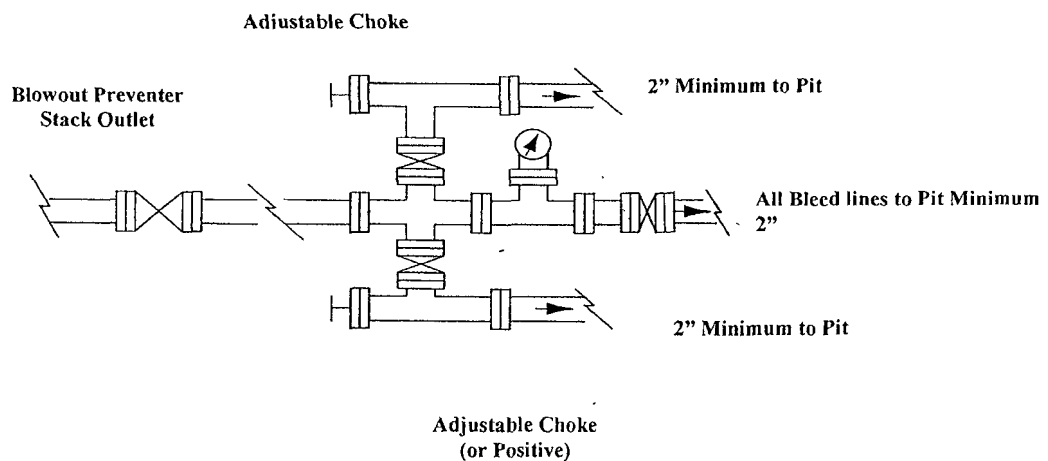 Adjustable Choke
Blowout Preventer
Stack Outlet
2” Minimum to Pit
All Bleed lines to Pit Minimum
2”
2” Minimum to Pit
Adjustable Choke
(or Positive)